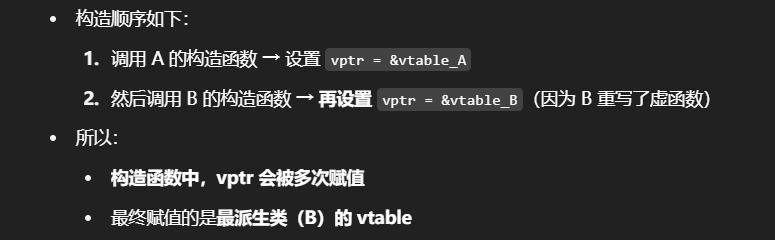 构造顺序如下：
1. 调用 A 的构造函数 → 设置 vptr = &vtable_A
2. 然后调用 B 的构造函数 → 再设置 vptr = &vtable_B（因为 B 重写了虚函数）
所以：
构造函数中，vptr 会被多次赋值
最终赋值的是最派生类（B）的 vtable